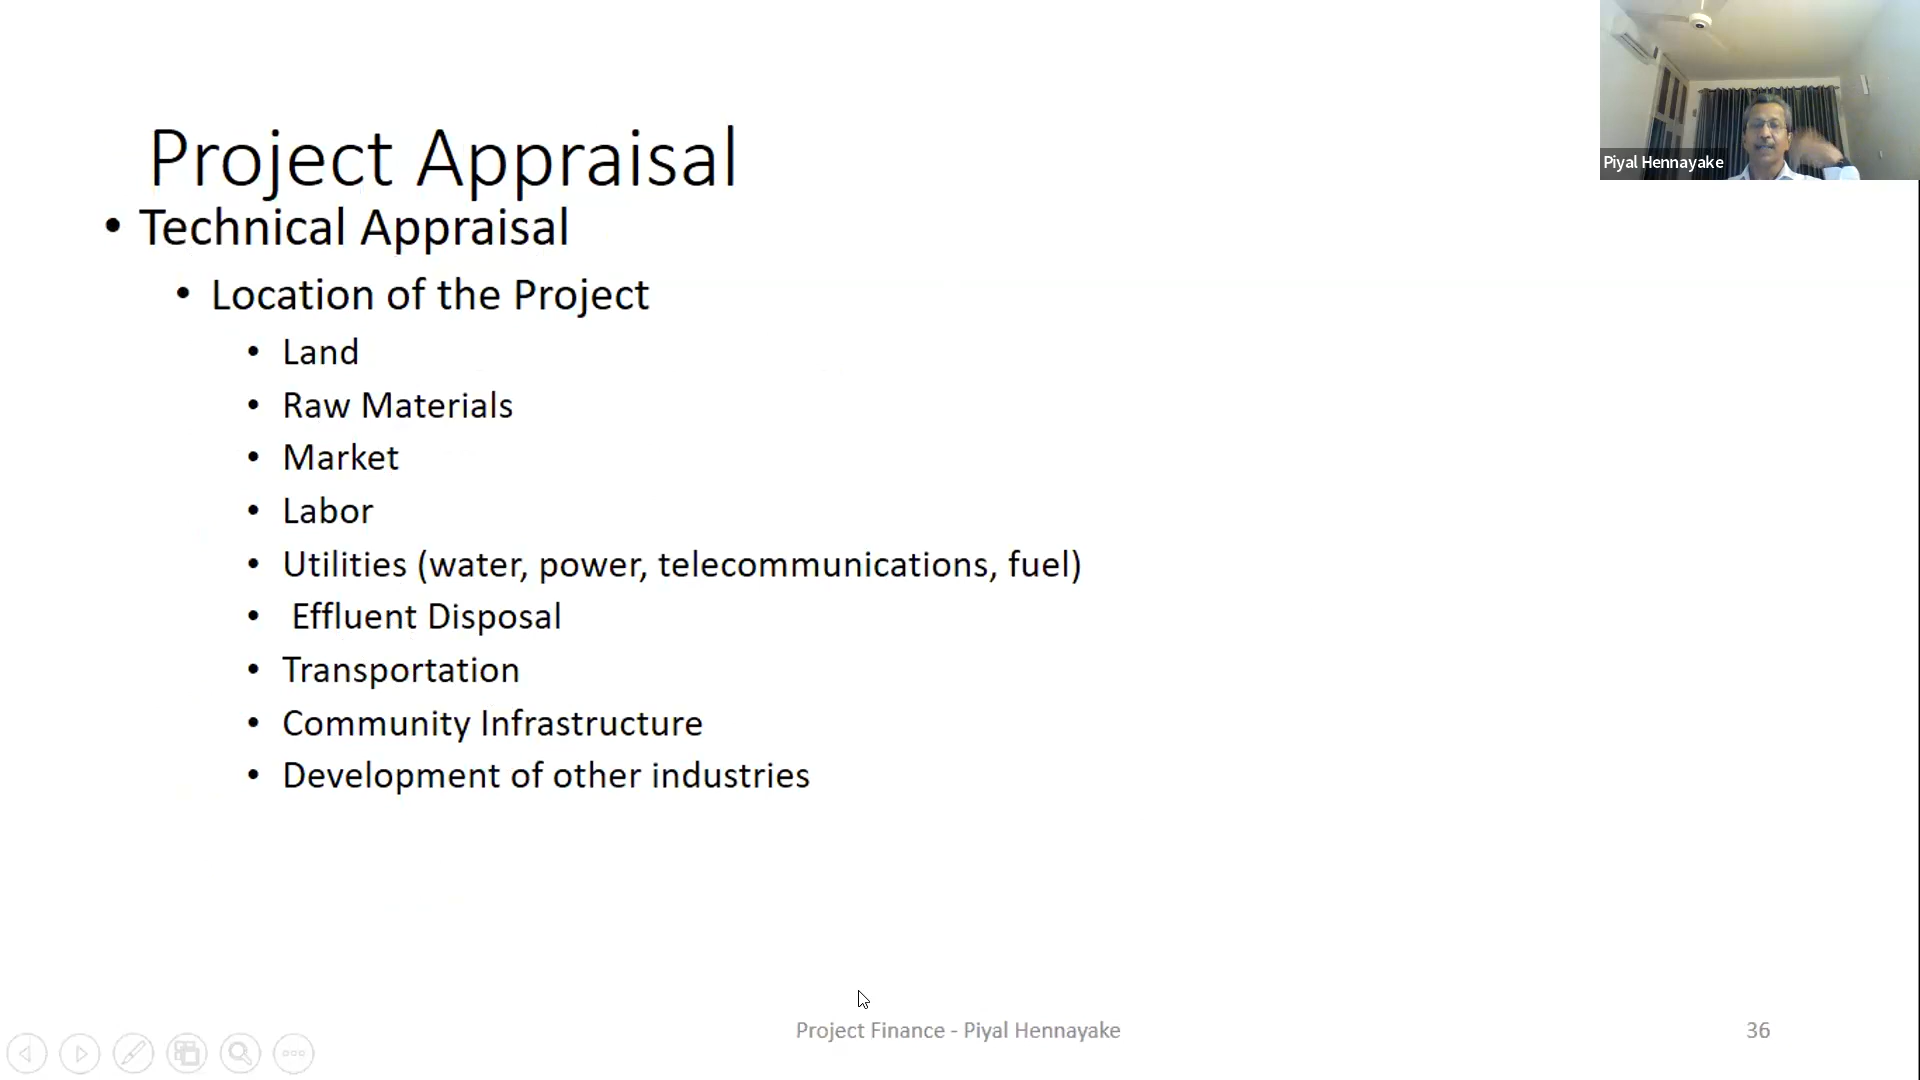 Project Appraisal
• Technical Appraisal
• Location of the Project
• Land
• Raw Materials
• Market
• Labor
• Utilities (water, power, telecommunications, fuel)
• Effluent Disposal
• Transportation
• Community Infrastructure
• Development of other industries
Piyal Hennayake
Project Finance - Piyal Hennayake
36